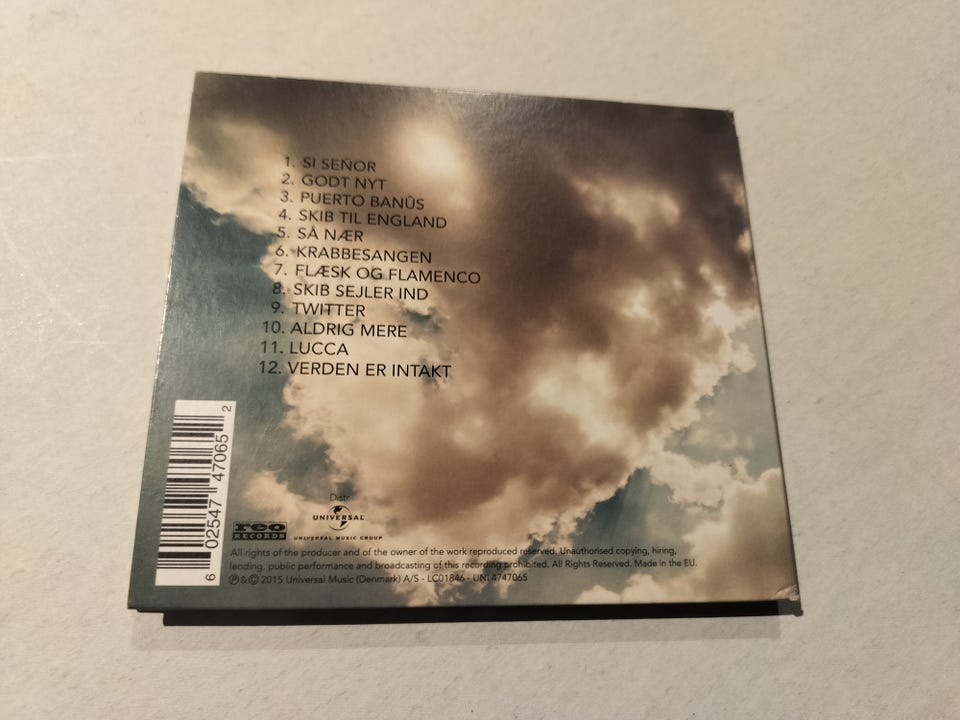 1. SI SEÑOR
2. GODT NYT
3. PUERTO BANÛS
4. SKIB TIL ENGLAND
5. SÅ NÆR
6. KRABBESANGEN
7. FLÆSK OG FLAMENCO
8. SKIB SEJLER IND
9. TWITTER
10. ALDRIG MERE
11. LUCCA
12. VERDEN ER INTAKT
6 02547 47065 2
Distr.
reo
RECORDS
UNIVERSAL
UNIVERSAL MUSIC GROUP
All rights of the producer and of the owner of the work reproduced reserved. Unauthorised copying, hiring,
lending, public performance and broadcasting of this recording prohibited. All Rights Reserved. Made in the EU.
℗ & © 2015 Universal Music (Denmark) A/S - LC01846 - UNI 4747065